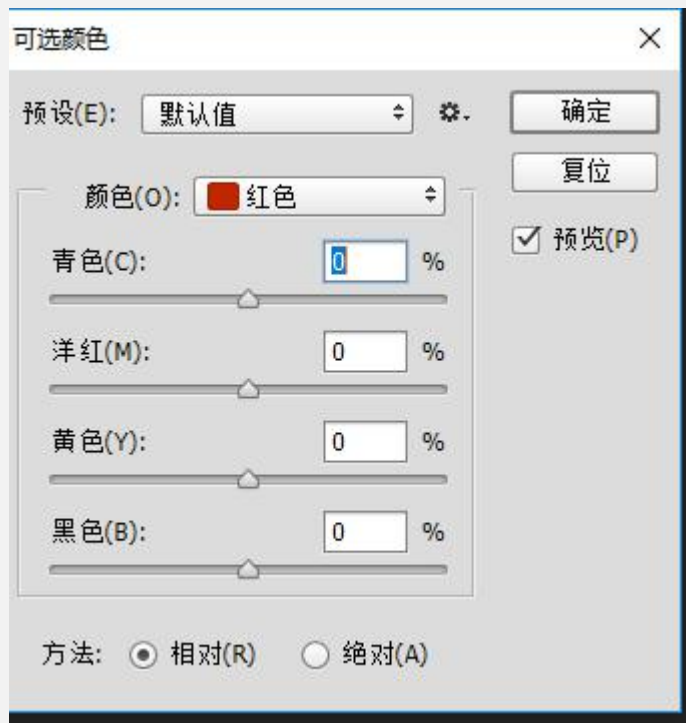 可选颜色
预设(E): 默认值 确定
复位
颜色(O): 红色
预览(P)
青色(C): 0 %
洋红(M): 0 %
黄色(Y): 0 %
黑色(B): 0 %
方法: 相对(R) 绝对(A)